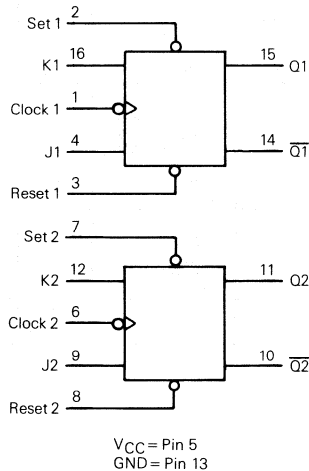 Set 1 2
K1 16 15 Q1
Clock 1 1
J1 4 14 Q1
Reset 1 3
Set 2 7
K2 12 11 Q2
Clock 2 6
J2 9 10 Q2
Reset 2 8
VCC = Pin 5
GND = Pin 13